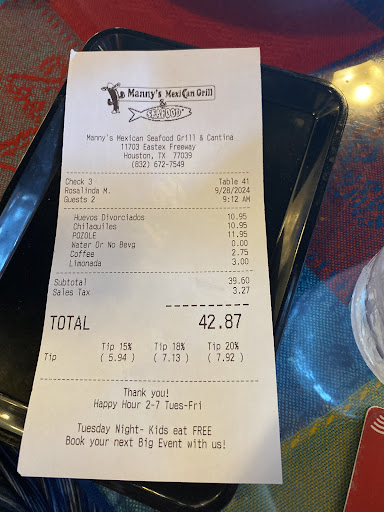 Manny's MexiCan Grill
&
SEAFOOD
Manny's Mexican Seafood Grill & Cantina
11703 Eastex Freeway
Houston, TX 77039
(832) 672-7549
Check 3 Table 41
Rosalinda M. 9/28/2024
Guests 2 9:12 AM
Huevos Divorciados 10.95
Chilaquiles 10.95
POZOLE 11.95
Water Or No Bevg 0.00
Coffee 2.75
Limonada 3.00
Subtotal 39.60
Sales Tax 3.27
TOTAL 42.87
Tip 15% Tip 18% Tip 20%
Tip ( 5.94 ) ( 7.13 ) ( 7.92 )
Thank you!
Happy Hour 2-7 Tues-Fri
Tuesday Night- Kids eat FREE
Book your next Big Event with us!